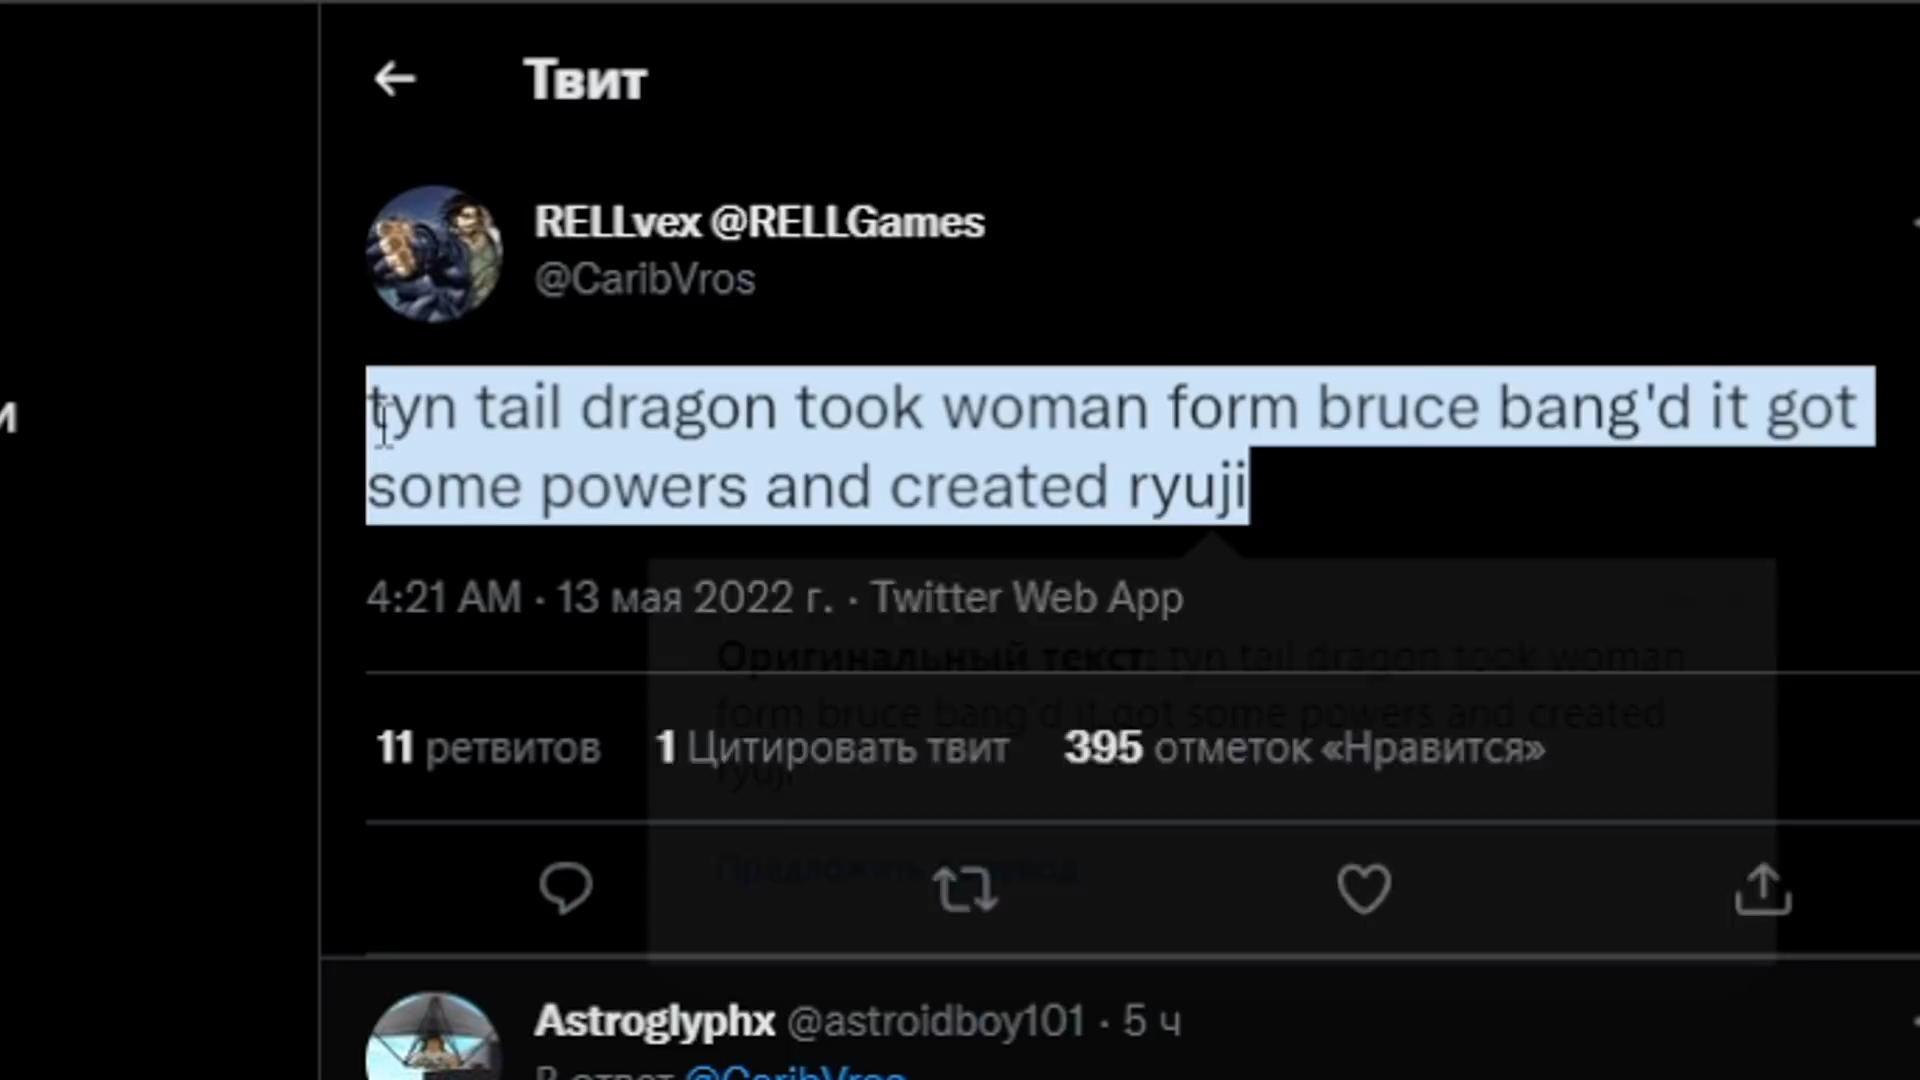 Твит
RELLvex @RELLGames
@CaribVros
и
tyn tail dragon took woman form bruce bang'd it got
some powers and created ryuji
4:21 AM · 13 мая 2022 г. · Twitter Web App
Оригинальный текст: tyn tail dragon took woman
form bruce bang'd it got some powers and created
ryuji
11 ретвитов 1 Цитировать твит 395 отметок «Нравится»
Предложить перевод
Astroglyphx @astroidboy101 · 5 ч
В ответ @CaribVros